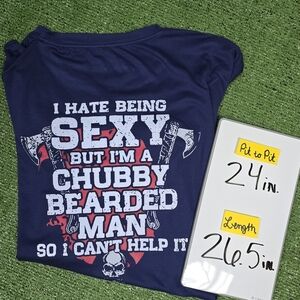 I HATE BEING
SEXY
BUT I'M A
CHUBBY
BEARDED
MAN
SO I CAN'T HELP IT
Pit to Pit
24in.
Length
26.5in.